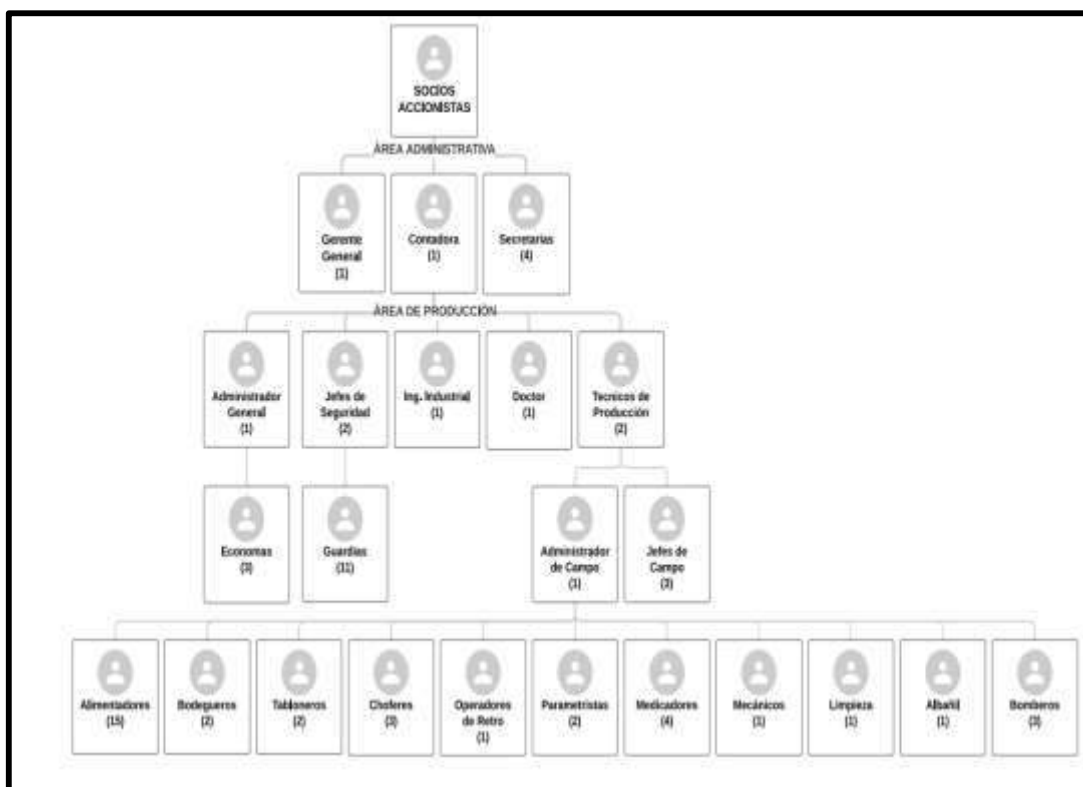 SOCIOS
ACCIONISTAS
ÁREA ADMINISTRATIVA
Gerente
General
(1)
Contadora
(1)
Secretarias
(4)
ÁREA DE PRODUCCIÓN
Administrador
General
(1)
Jefes de
Seguridad
(2)
Ing. Industrial
(1)
Doctor
(1)
Tecnicos de
Producción
(2)
Economas
(3)
Guardias
(11)
Administrador
de Campo
(1)
Jefes de
Campo
(3)
Alimentadores
(15)
Bodegueros
(2)
Tabloneros
(2)
Choferes
(3)
Operadores
de Retro
(1)
Parametristas
(2)
Medicadores
(4)
Mecánicos
(1)
Limpieza
(1)
Albañil
(1)
Bomberos
(3)